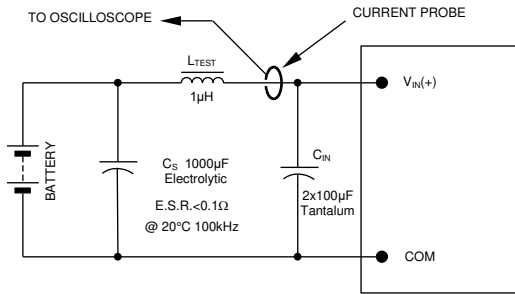 TO OSCILLOSCOPE
CURRENT PROBE
LTEST
1µH
VIN(+)
BATTERY
CS 1000µF
Electrolytic
E.S.R.<0.1Ω
@ 20°C 100kHz
CIN
2x100µF
Tantalum
COM